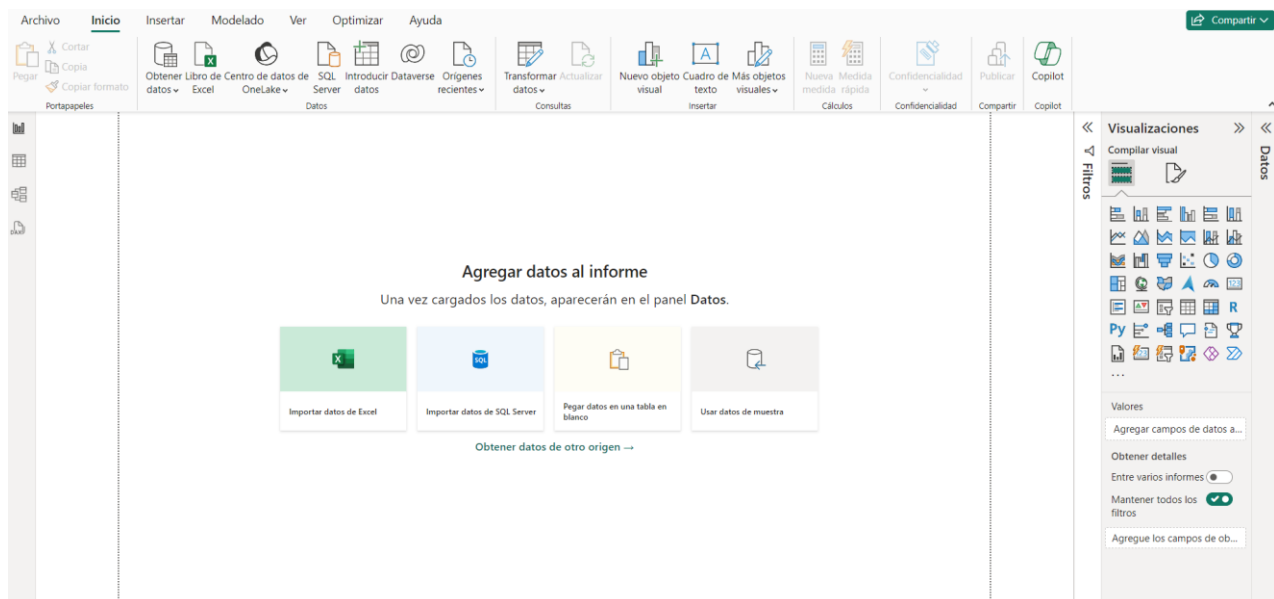 Archivo Inicio Insertar Modelado Ver Optimizar Ayuda
Compartir
Pegar
Cortar
Copia
Copiar formato
Portapapeles
Obtener datos
Libro de Excel
Centro de datos de OneLake
SQL Server
Introducir datos
Dataverse
Orígenes recientes
Datos
Transformar datos
Actualizar
Consultas
Nuevo objeto visual
Cuadro de texto
Más objetos visuales
Insertar
Nueva medida
Medida rápida
Cálculos
Confidencialidad
Confidencialidad
Publicar
Compartir
Copilot
Copilot
Agregar datos al informe
Una vez cargados los datos, aparecerán en el panel Datos.
SQL
Importar datos de Excel
Importar datos de SQL Server
Pegar datos en una tabla en
blanco
Usar datos de muestra
Obtener datos de otro origen →
Filtros
Visualizaciones
Compilar visual
123
R
Py
...
Valores
Agregar campos de datos a...
Obtener detalles
Entre varios informes
Mantener todos los
filtros
Agregue los campos de ob...
Datos